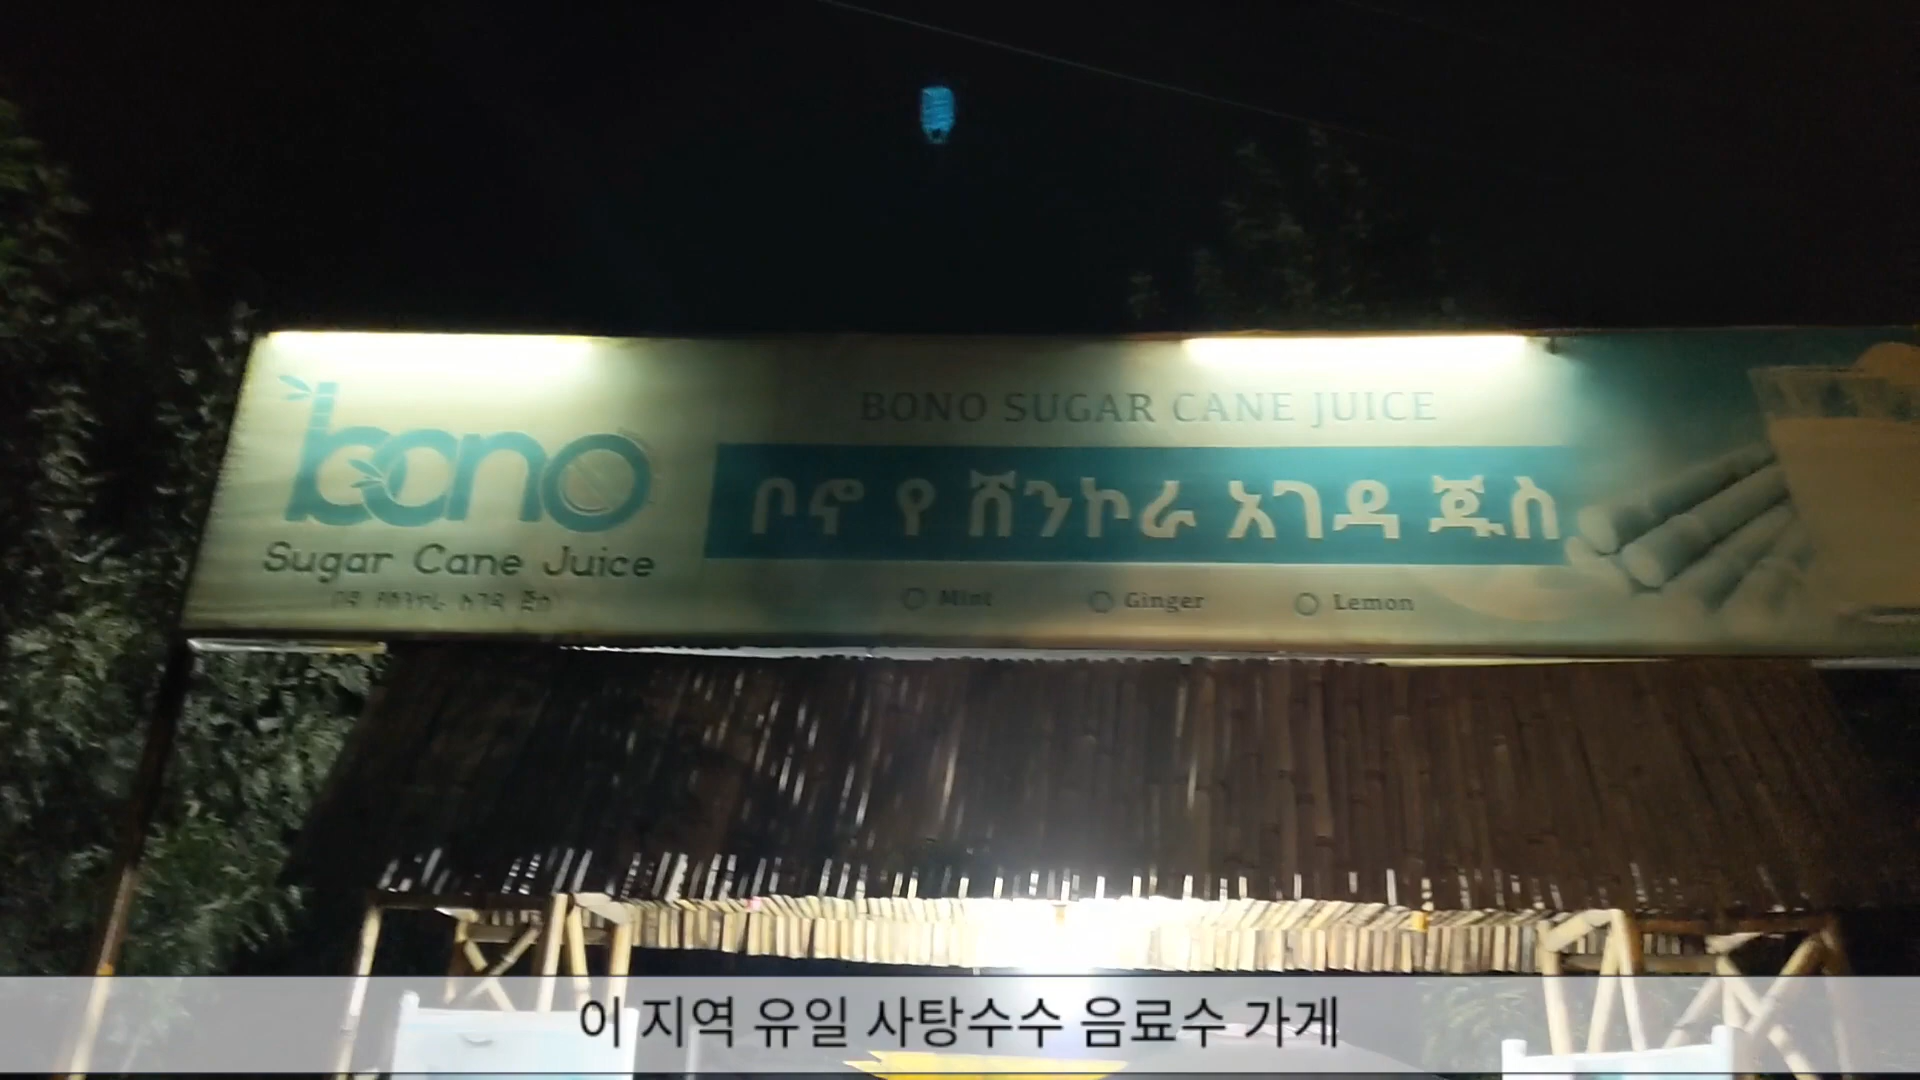 bono
Sugar Cane Juice
BONO SUGAR CANE JUICE
ቦኖ የ ሸንኮራ አገዳ ጁስ
Mint
Ginger
Lemon
이 지역 유일 사탕수수 음료수 가게